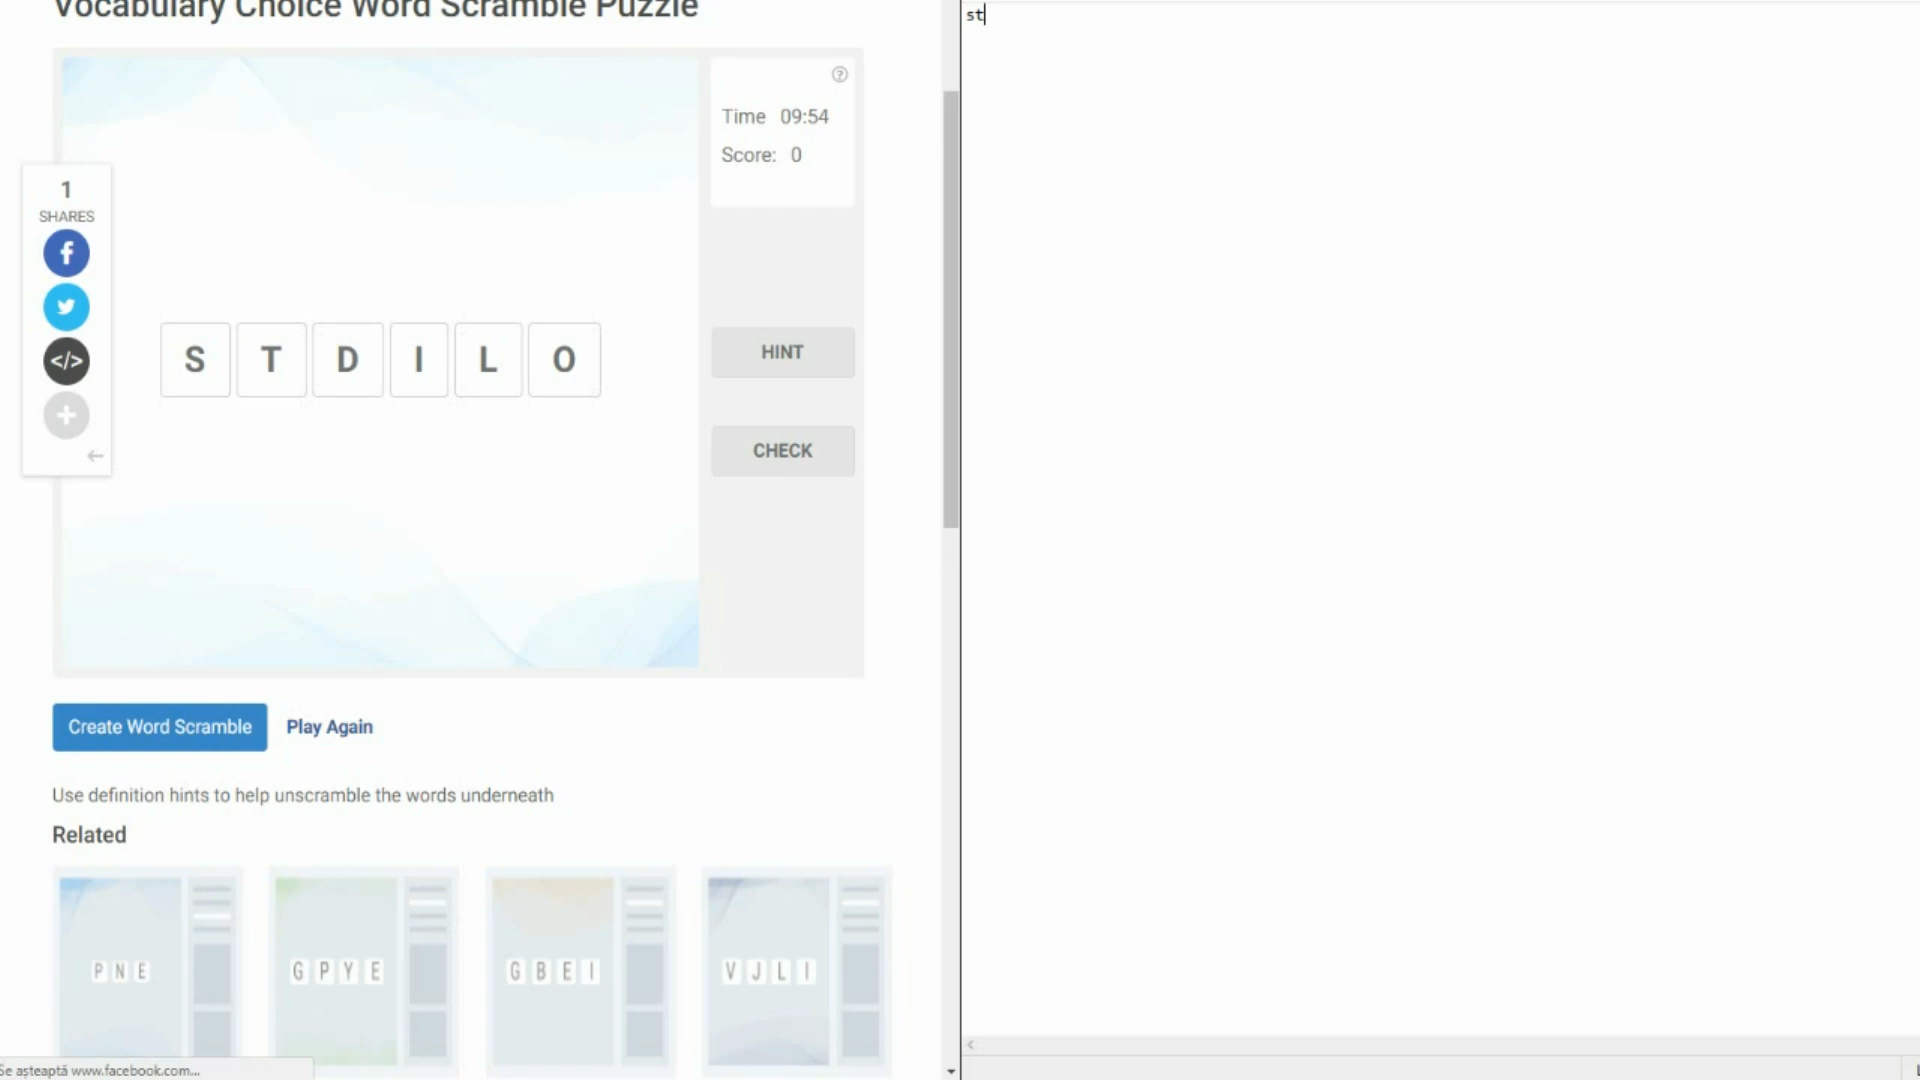 Vocabulary Choice Word Scramble Puzzle
st
Time 09:54
Score: 0
1
SHARES
S T D I L O
HINT
CHECK
Create Word Scramble Play Again
Use definition hints to help unscramble the words underneath
Related
P N E
G P Y E
G B E I
V J L I
Se așteaptă www.facebook.com...